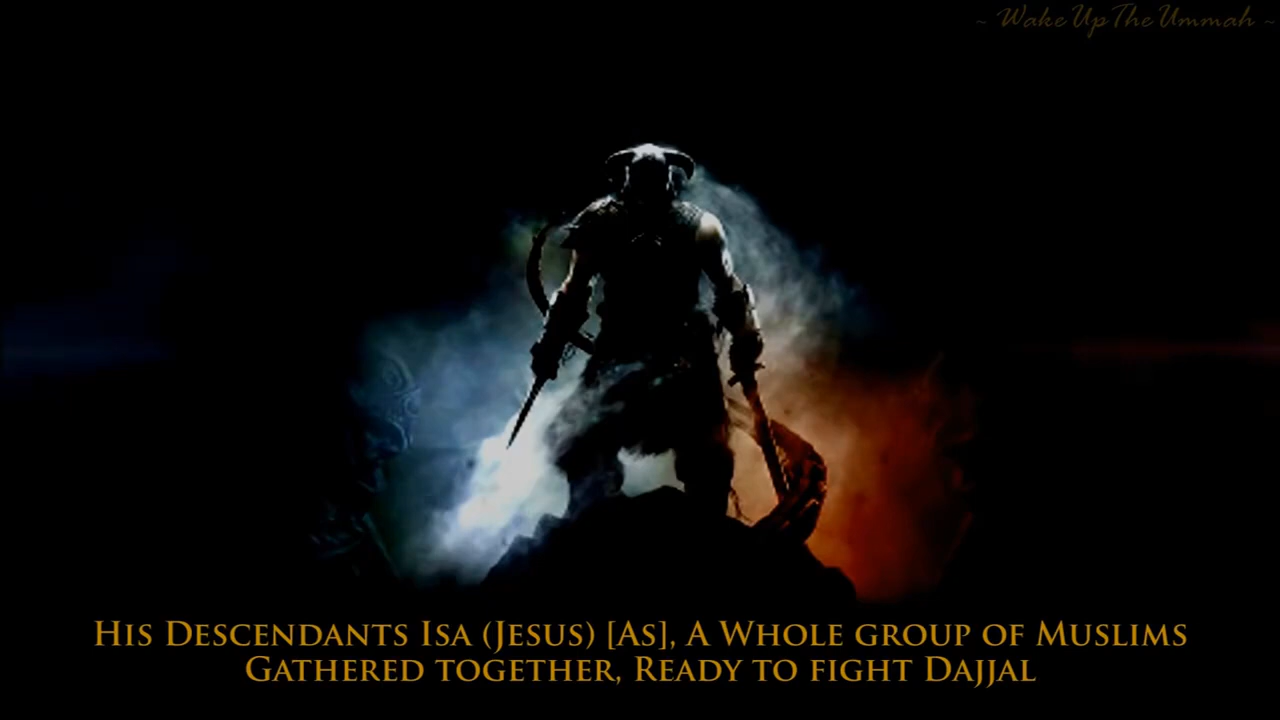 ~ Wake Up The Ummah ~
His Descendants Isa (Jesus) [As], A Whole group of Muslims
Gathered together, Ready to fight Dajjal